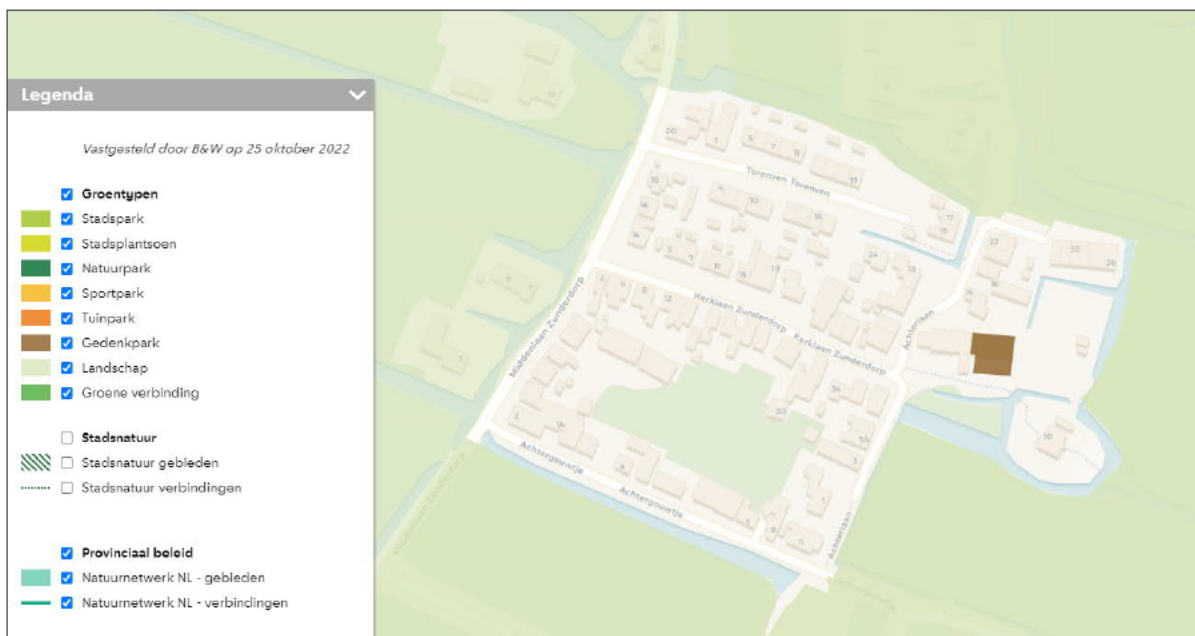 Legenda
Vastgesteld door B&W op 25 oktober 2022
Groentypen
Stadspark
Stadsplantsoen
Natuurpark
Sportpark
Tuinpark
Gedenkpark
Landschap
Groene verbinding
Stadsnatuur
Stadsnatuur gebieden
Stadsnatuur verbindingen
Provinciaal beleid
Natuurnetwerk NL - gebieden
Natuurnetwerk NL - verbindingen
Torenven Torenven
Kerklaan Zunderdorp
Kerklaan Zunderdorp
Middenlaan Zunderdorp
Achterlaan
Achtergouwtje
Achtergouwtje
Achterlaan